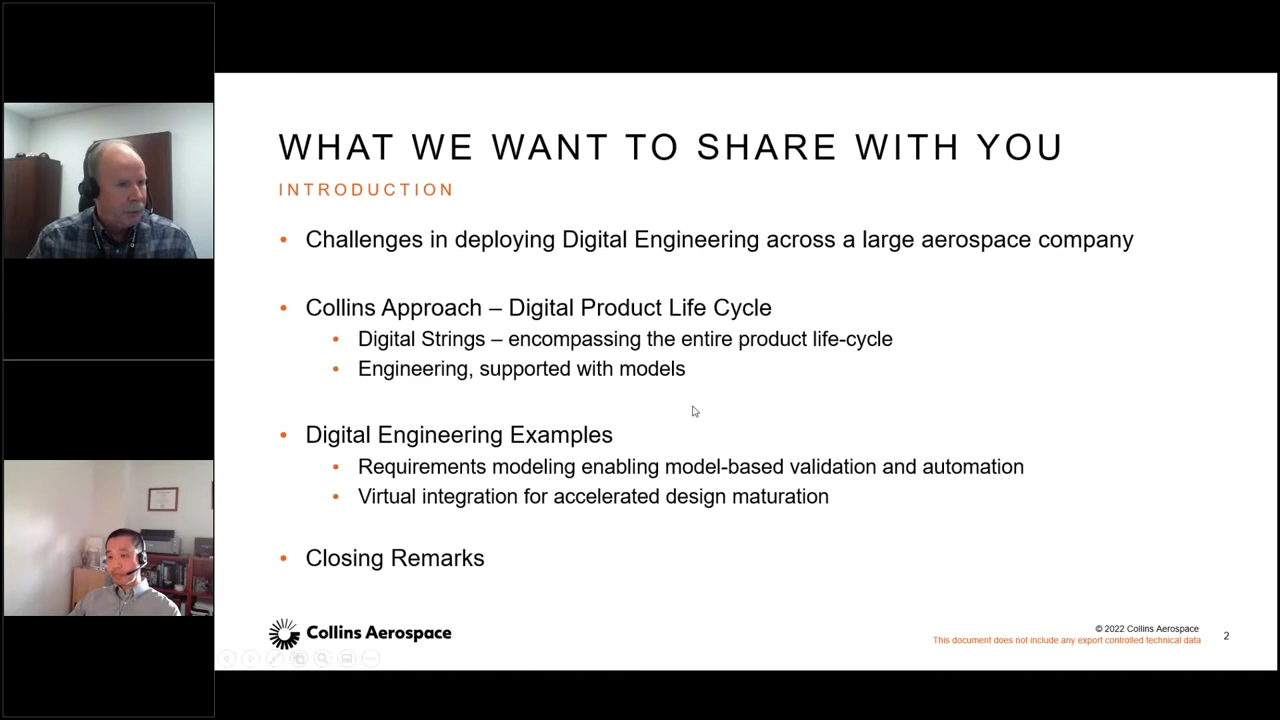 WHAT WE WANT TO SHARE WITH YOU
INTRODUCTION
• Challenges in deploying Digital Engineering across a large aerospace company
• Collins Approach – Digital Product Life Cycle
• Digital Strings – encompassing the entire product life-cycle
• Engineering, supported with models
• Digital Engineering Examples
• Requirements modeling enabling model-based validation and automation
• Virtual integration for accelerated design maturation
• Closing Remarks
Collins Aerospace
© 2022 Collins Aerospace
This document does not include any export controlled technical data
2